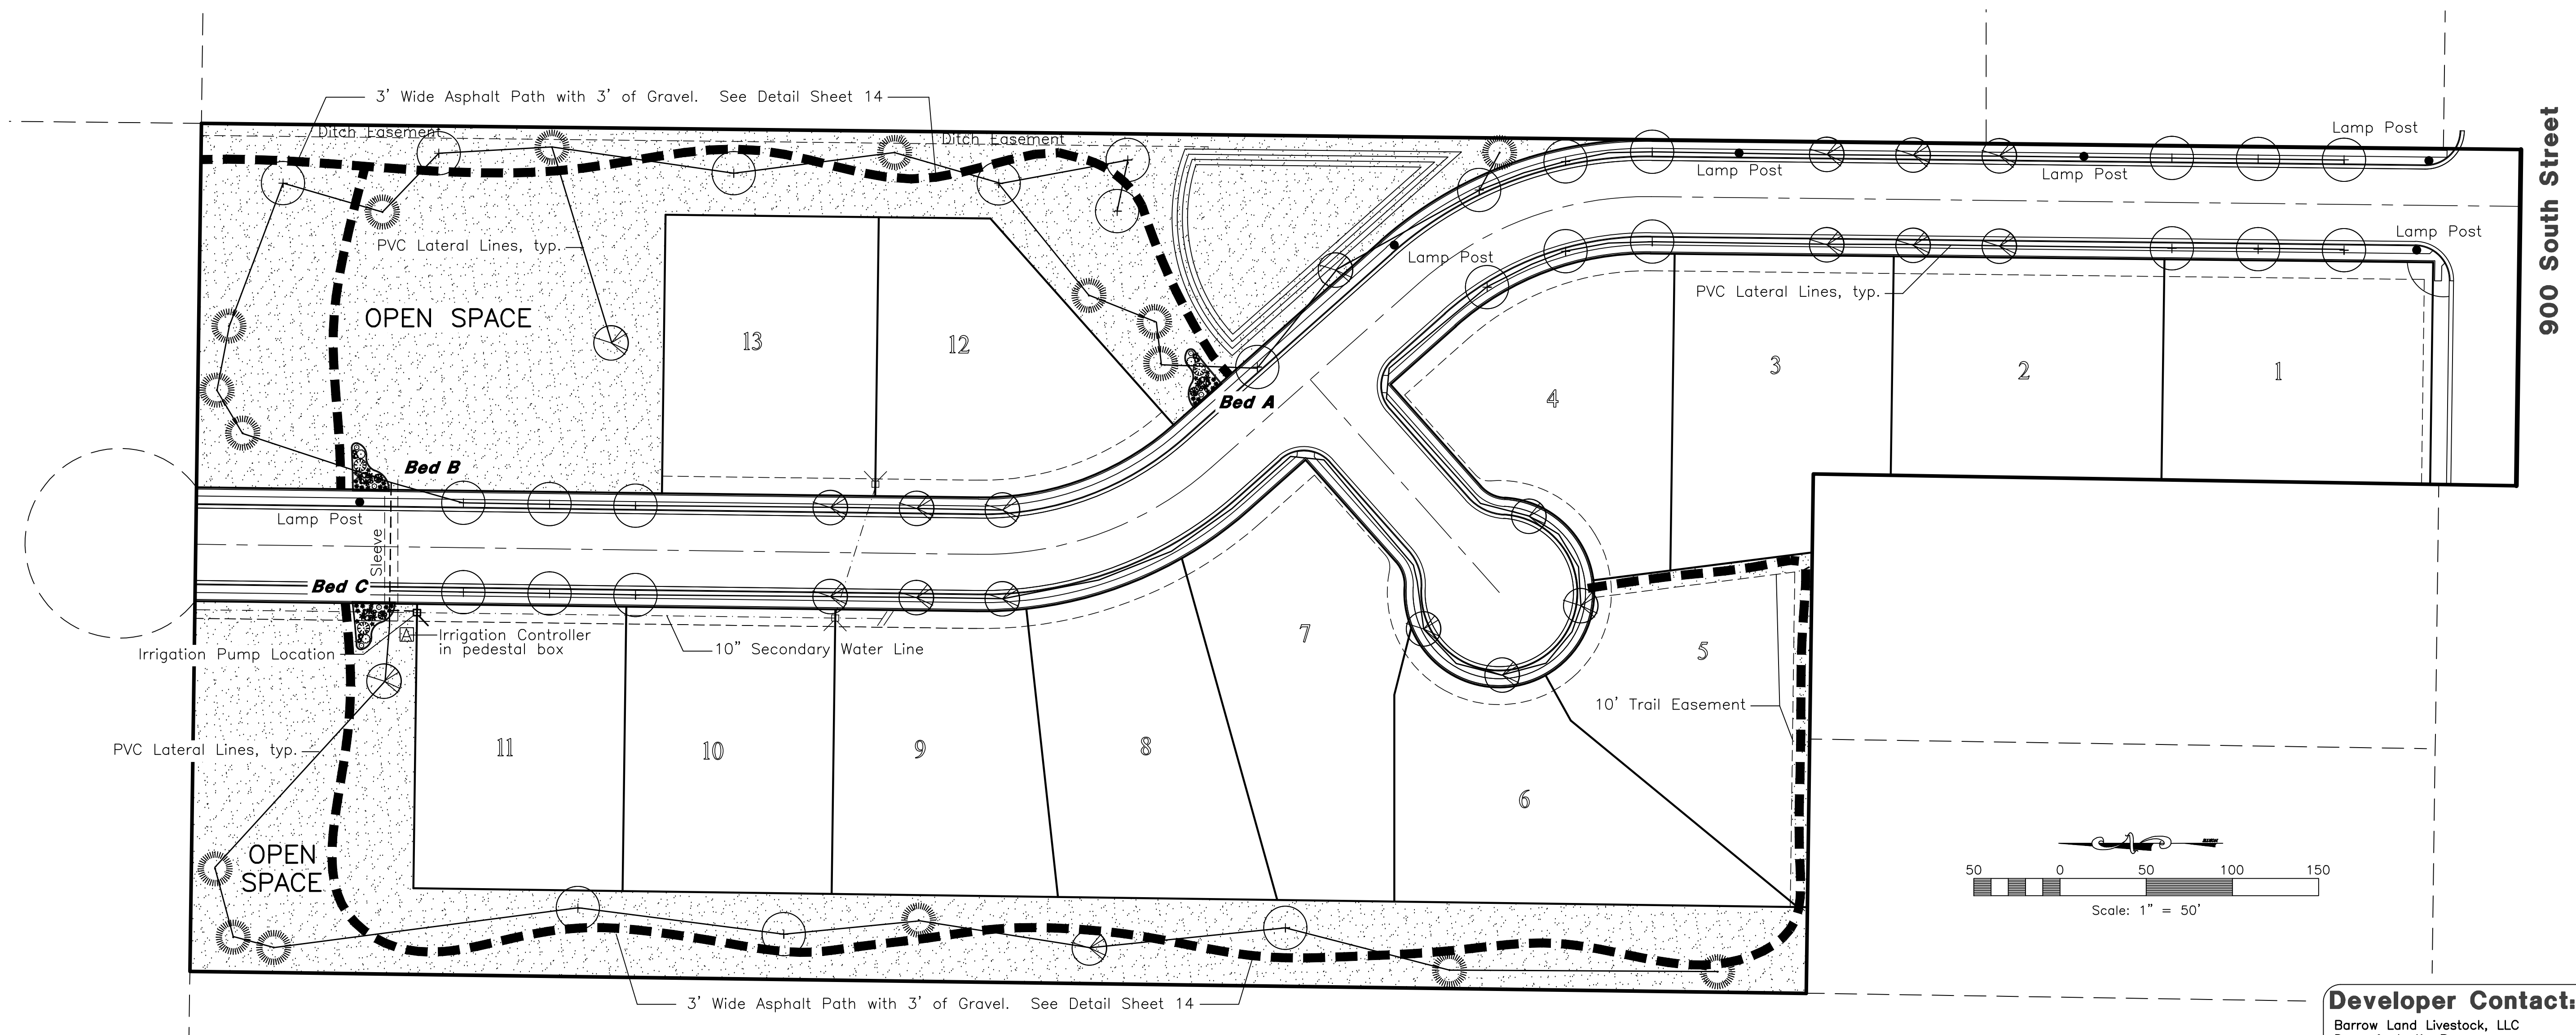 3' Wide Asphalt Path with 3' of Gravel. See Detail Sheet 14
Ditch Easement
Ditch Easement
Lamp Post
Lamp Post
Lamp Post
900 South Street
PVC Lateral Lines, typ.
Lamp Post
Lamp Post
PVC Lateral Lines, typ.
OPEN SPACE
13
12
4
3
2
1
Bed A
Bed B
Lamp Post
Sleeve
Bed C
Irrigation Controller
in pedestal box
A
Irrigation Pump Location
10" Secondary Water Line
7
5
10' Trail Easement
PVC Lateral Lines, typ.
11
10
9
8
6
OPEN
SPACE
50 0 50 100 150
Scale: 1" = 50'
3' Wide Asphalt Path with 3' of Gravel. See Detail Sheet 14
Developer Contact:
Barrow Land Livestock, LLC